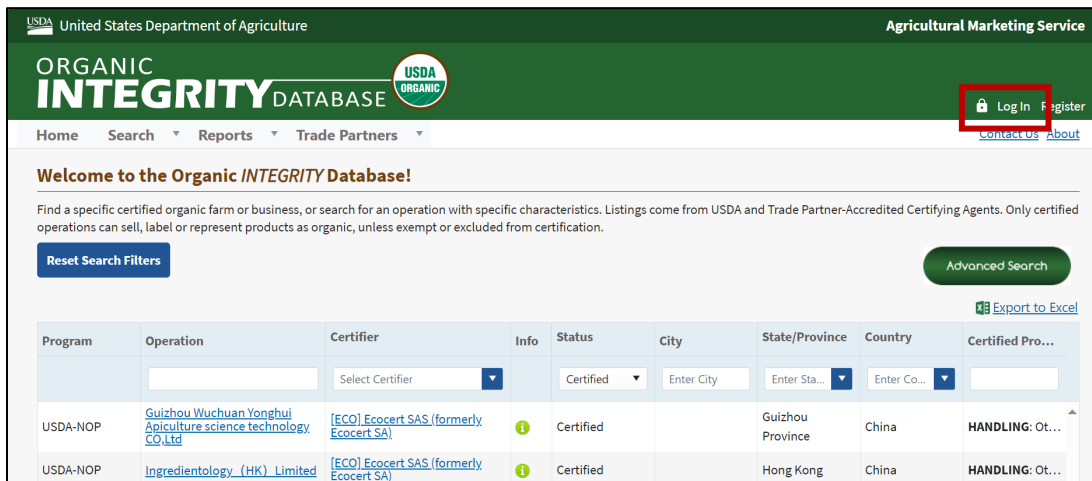 USDA United States Department of Agriculture
Agricultural Marketing Service
ORGANIC
INTEGRITY DATABASE
USDA
ORGANIC
Log In Register
Home Search Reports Trade Partners
Contact Us About
Welcome to the Organic INTEGRITY Database!
Find a specific certified organic farm or business, or search for an operation with specific characteristics. Listings come from USDA and Trade Partner-Accredited Certifying Agents. Only certified
operations can sell, label or represent products as organic, unless exempt or excluded from certification.
Reset Search Filters
Advanced Search
Export to Excel
Program Operation Certifier Info Status City State/Province Country Certified Pro...
Select Certifier Certified Enter City Enter Sta... Enter Co...
USDA-NOP
Guizhou Wuchuan Yonghui
Apiculture science technology
CO,Ltd
[ECO] Ecocert SAS (formerly
Ecocert SA)
Certified
Guizhou
Province
China
HANDLING: Ot...
USDA-NOP
Ingredientology (HK) Limited
[ECO] Ecocert SAS (formerly
Ecocert SA)
Certified
Hong Kong
China
HANDLING: Ot...